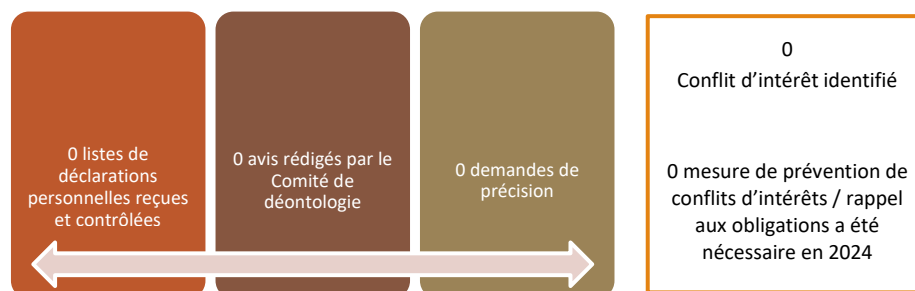 0 listes de
déclarations
personnelles reçues
et contrôlées
0 avis rédigés par le
Comité de
déontologie
0 demandes de
précision
0
Conflit d’intérêt identifié
0 mesure de prévention de
conflits d’intérêts / rappel
aux obligations a été
nécessaire en 2024